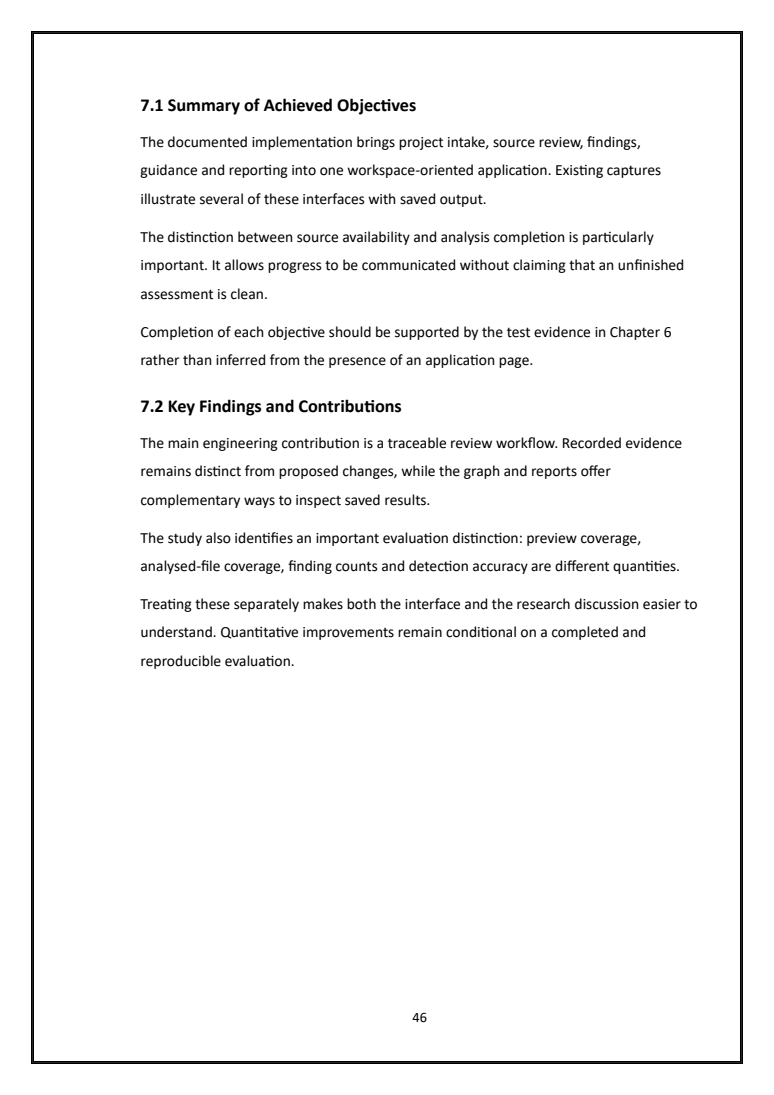 7.1 Summary of Achieved Objectives
The documented implementation brings project intake, source review, findings,
guidance and reporting into one workspace-oriented application. Existing captures
illustrate several of these interfaces with saved output.
The distinction between source availability and analysis completion is particularly
important. It allows progress to be communicated without claiming that an unfinished
assessment is clean.
Completion of each objective should be supported by the test evidence in Chapter 6
rather than inferred from the presence of an application page.
7.2 Key Findings and Contributions
The main engineering contribution is a traceable review workflow. Recorded evidence
remains distinct from proposed changes, while the graph and reports offer
complementary ways to inspect saved results.
The study also identifies an important evaluation distinction: preview coverage,
analysed-file coverage, finding counts and detection accuracy are different quantities.
Treating these separately makes both the interface and the research discussion easier to
understand. Quantitative improvements remain conditional on a completed and
reproducible evaluation.
46